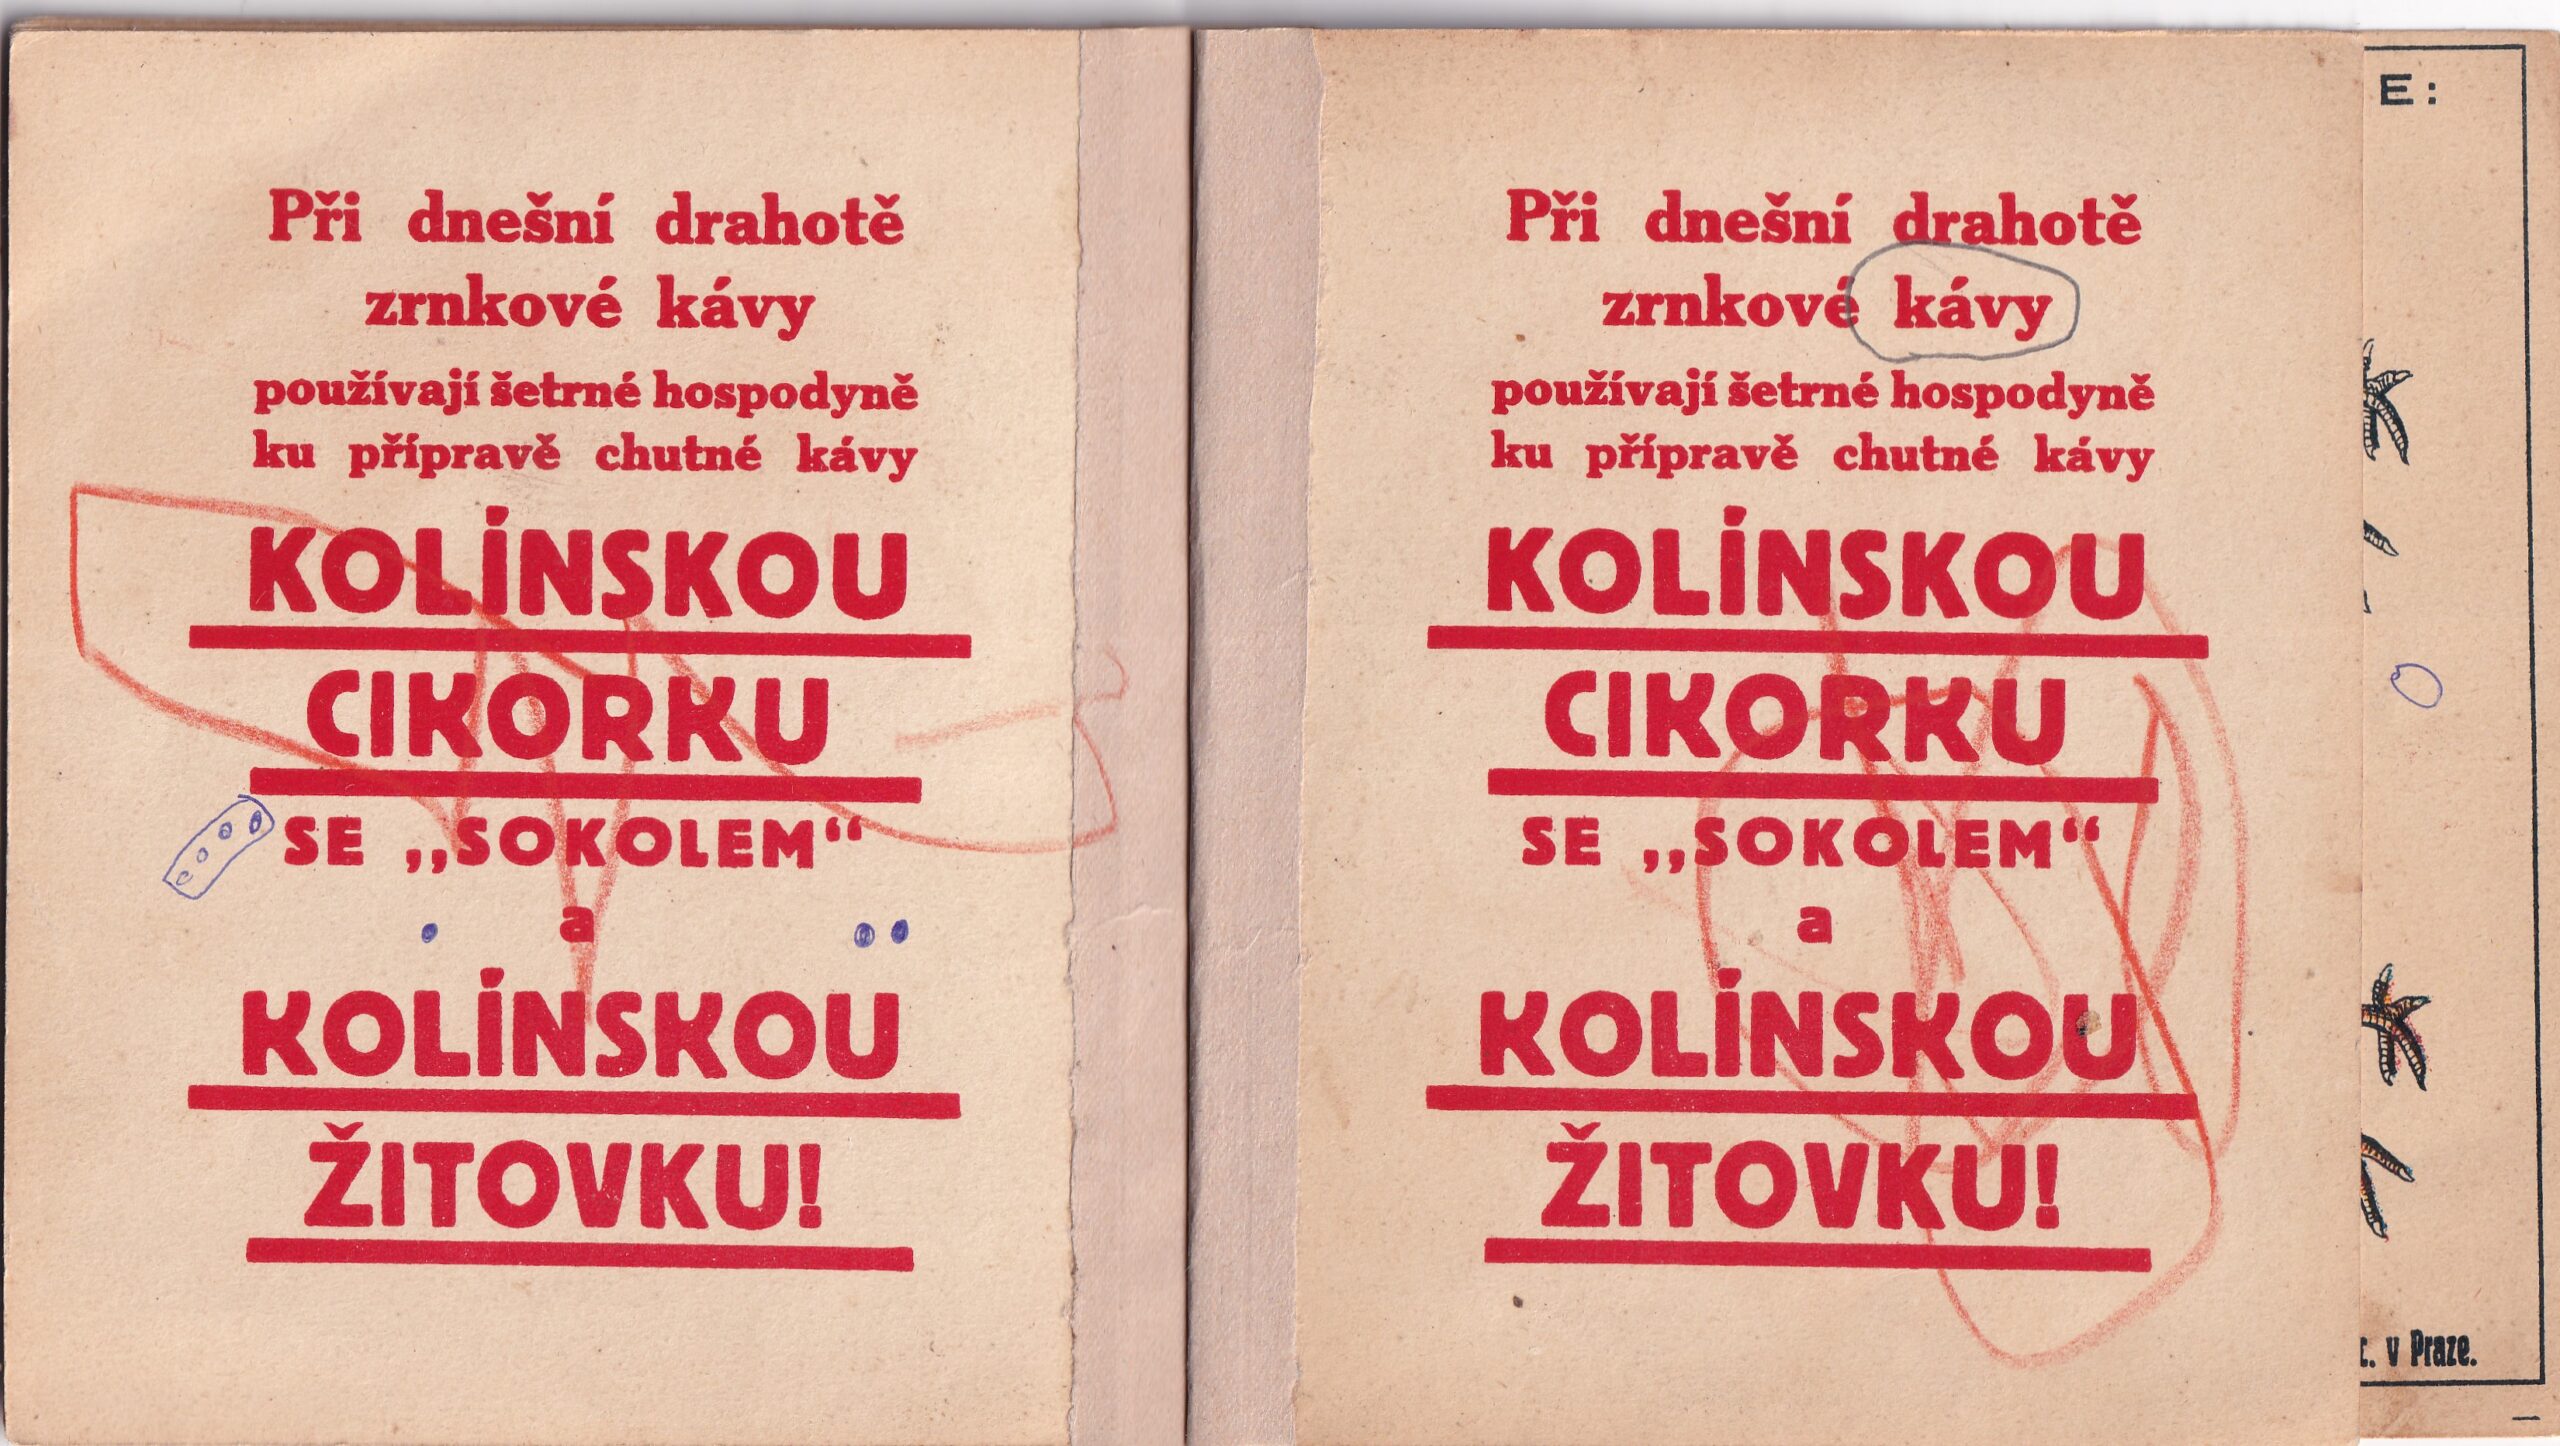 Při dnešní drahotě
zrnkové kávy
používají šetrné hospodyně
ku přípravě chutné kávy
KOLÍNSKOU
CIKORKU
SE „SOKOLEM“
a
KOLÍNSKOU
ŽITOVKU!
Při dnešní drahotě
zrnkové kávy
používají šetrné hospodyně
ku přípravě chutné kávy
KOLÍNSKOU
CIKORKU
SE „SOKOLEM“
a
KOLÍNSKOU
ŽITOVKU!
E:
v Praze.